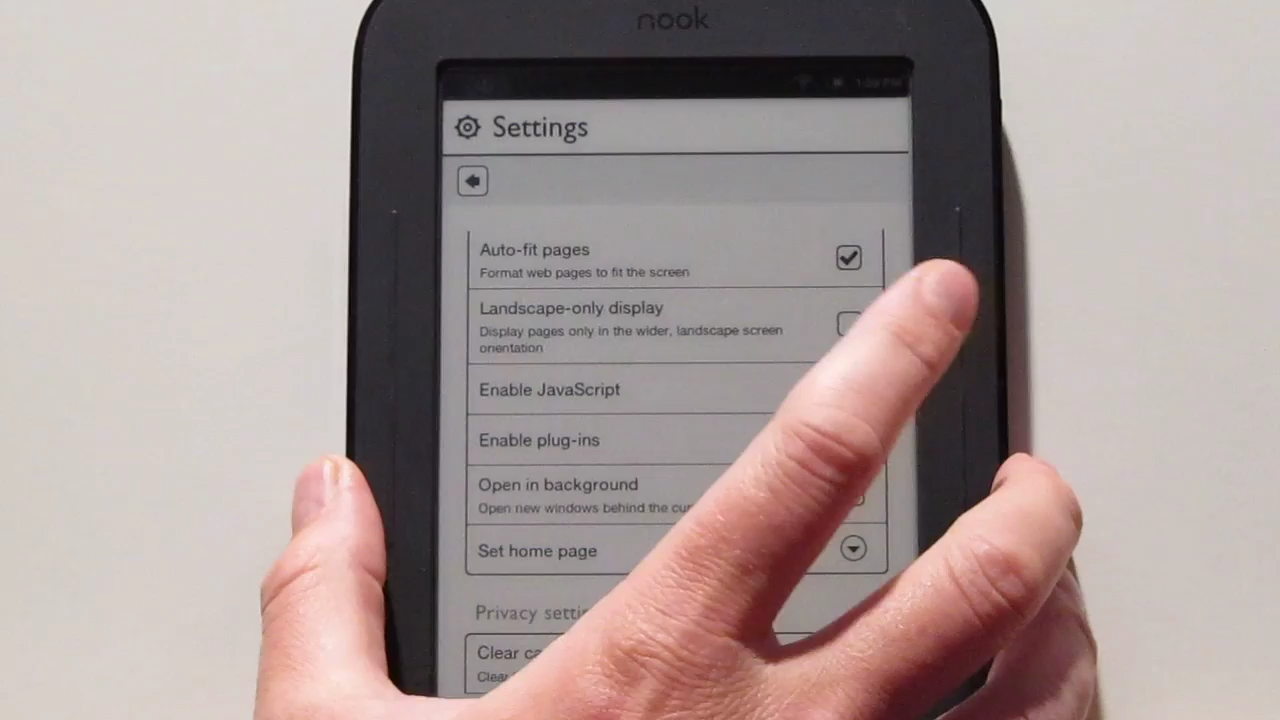 nook
Settings
Auto-fit pages
Format web pages to fit the screen
Landscape-only display
Display pages only in the wider, landscape screen
orientation
Enable JavaScript
Enable plug-ins
Open in background
Open new windows behind the
Set home page
Privacy
Clear